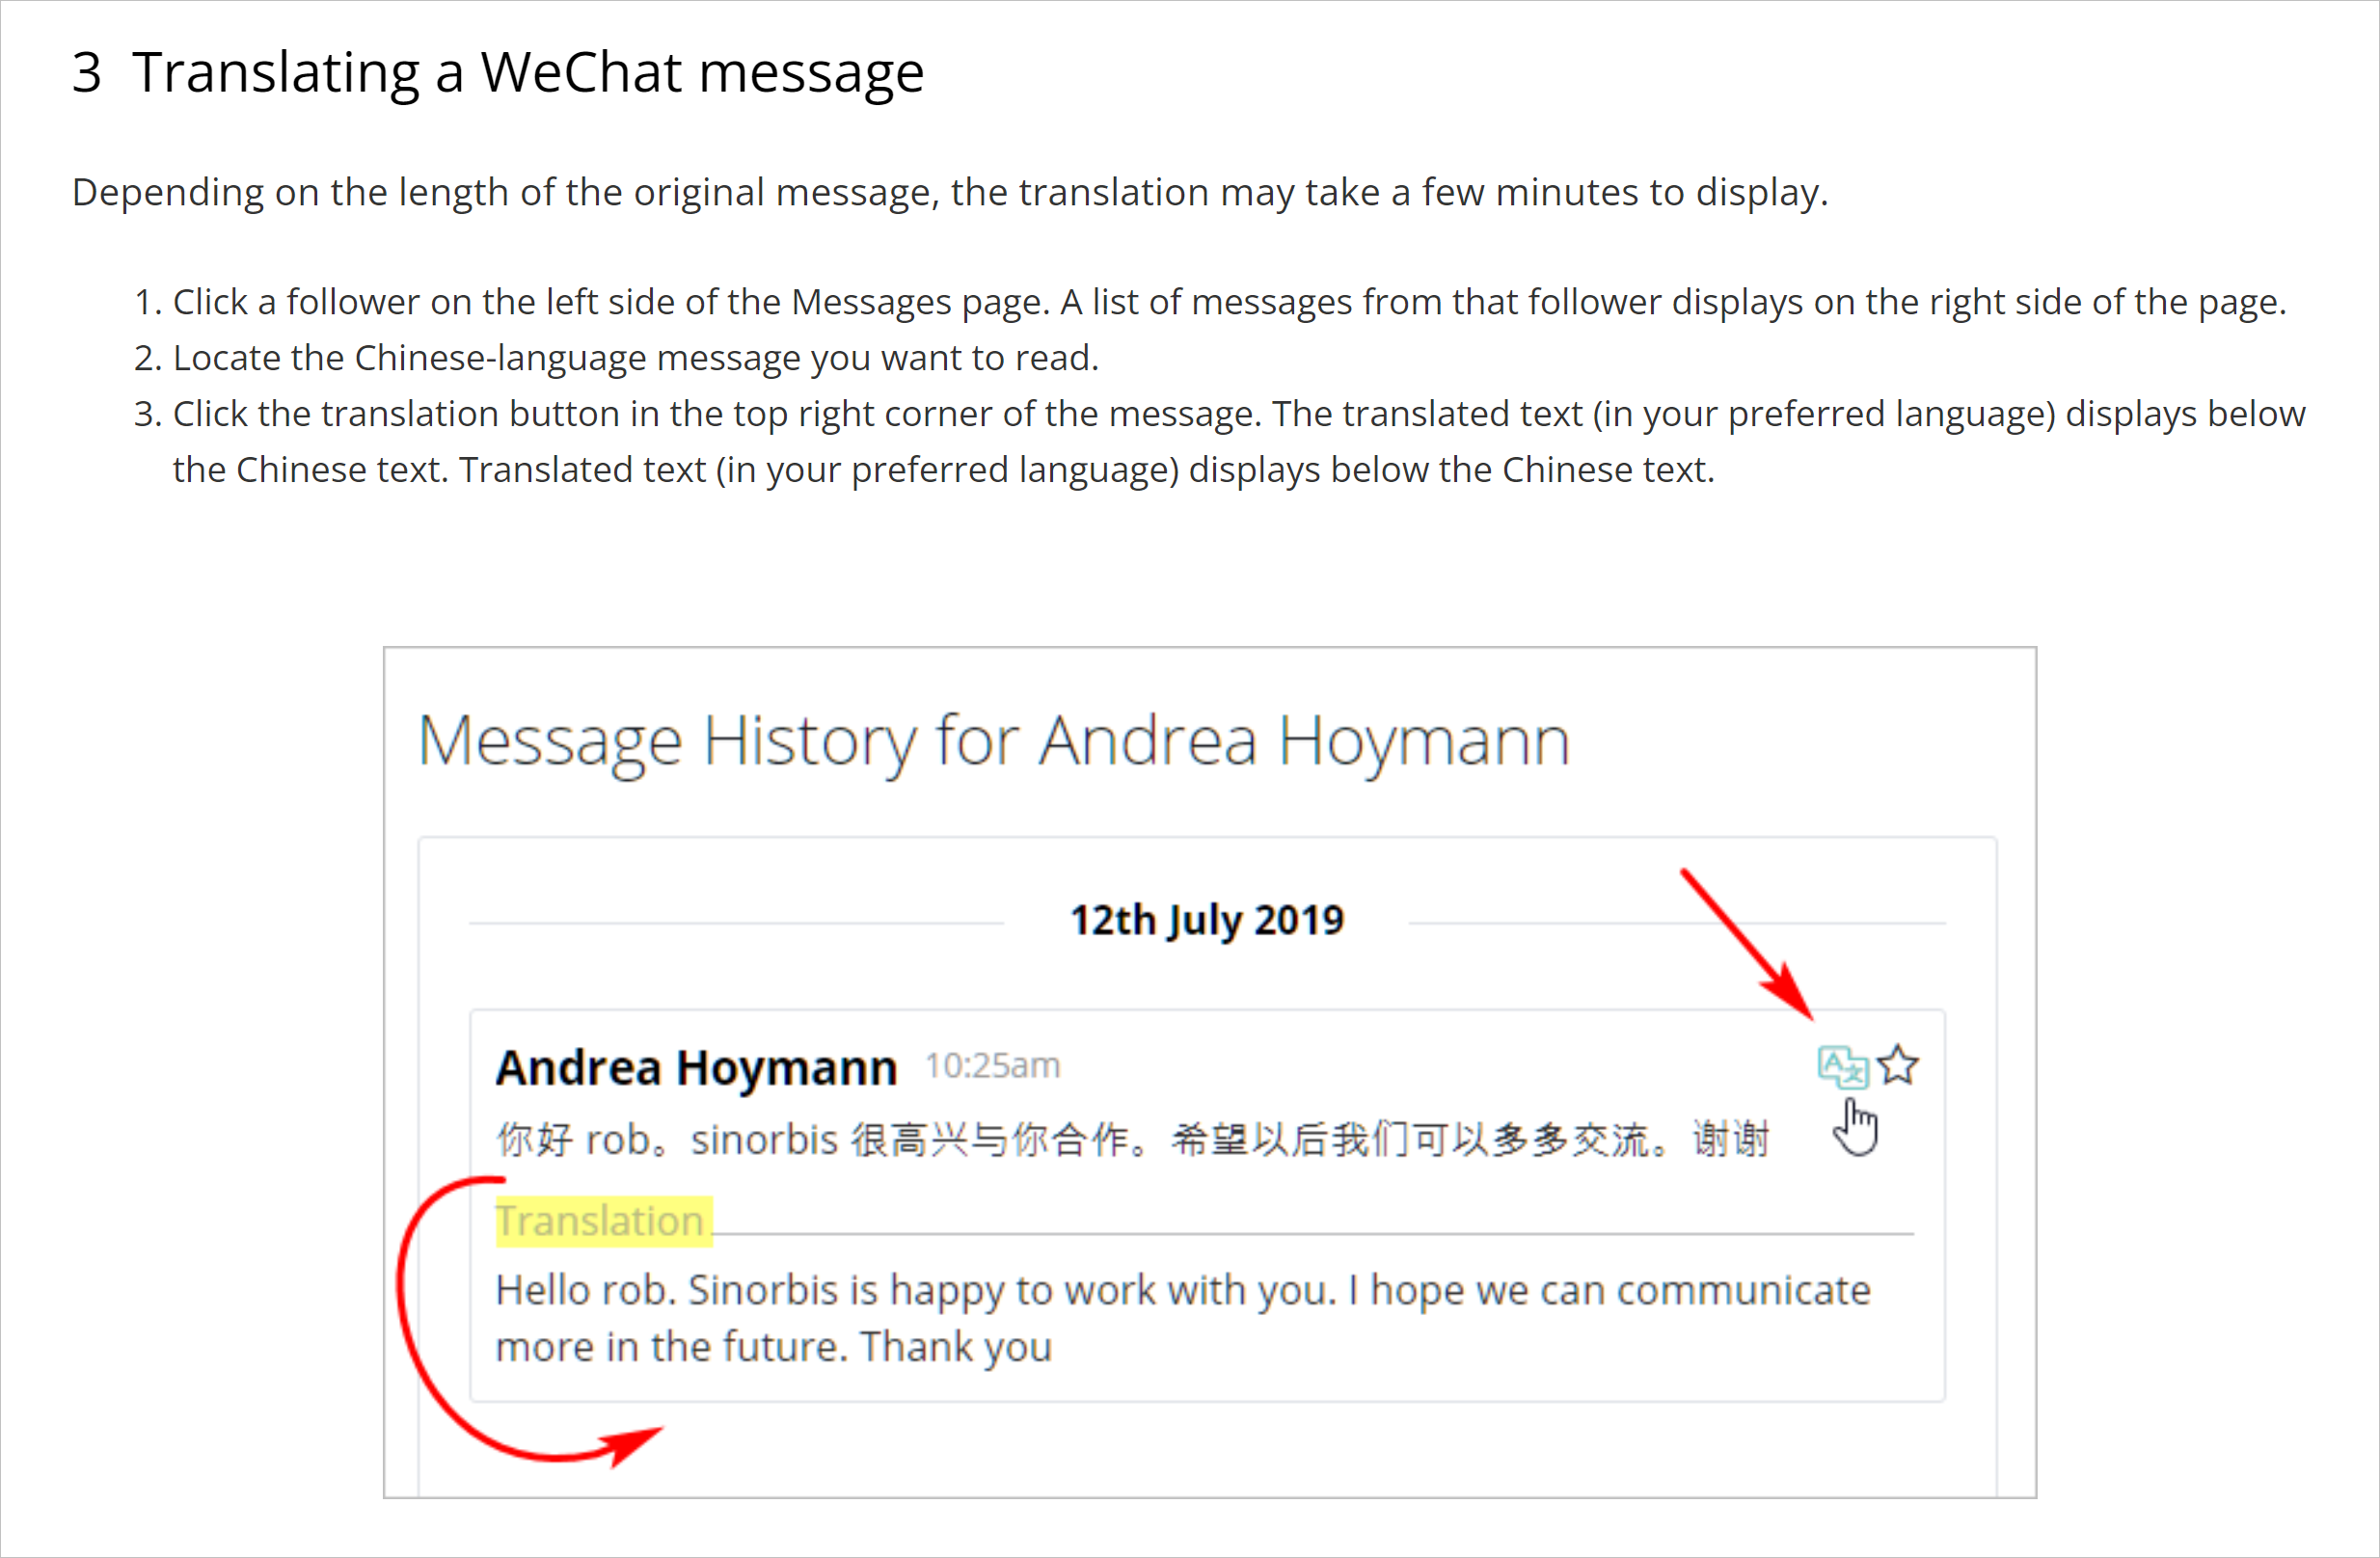 3 Translating a WeChat message
Depending on the length of the original message, the translation may take a few minutes to display.
1. Click a follower on the left side of the Messages page. A list of messages from that follower displays on the right side of the page.
2. Locate the Chinese-language message you want to read.
3. Click the translation button in the top right corner of the message. The translated text (in your preferred language) displays below
the Chinese text. Translated text (in your preferred language) displays below the Chinese text.
Message History for Andrea Hoymann
12th July 2019
Andrea Hoymann 10:25am
A文
你好 rob。sinorbis 很高兴与你合作。希望以后我们可以多多交流。谢谢
Translation
Hello rob. Sinorbis is happy to work with you. I hope we can communicate
more in the future. Thank you